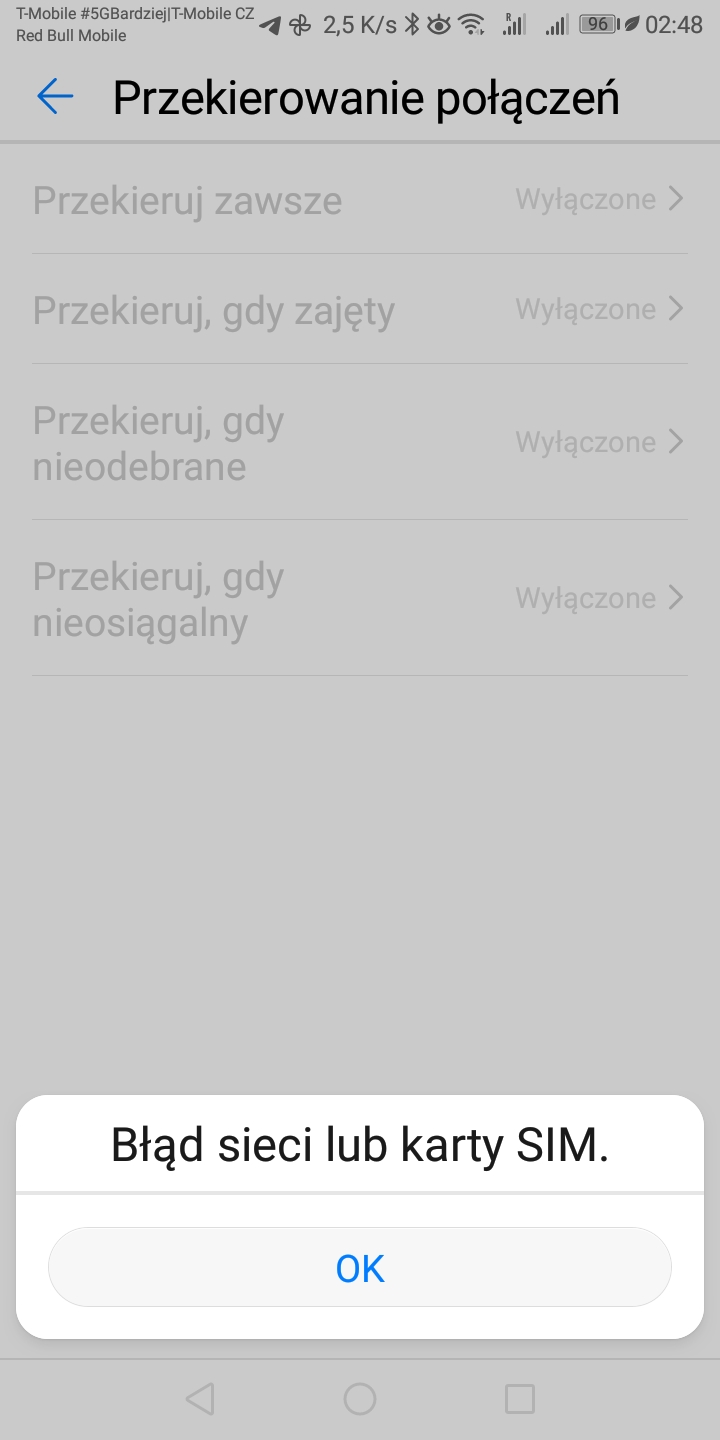 T-Mobile #5GBardziej|T-Mobile CZ
Red Bull Mobile
2,5 K/s
R
96
02:48
Przekierowanie połączeń
Przekieruj zawsze
Wyłączone
Przekieruj, gdy zajęty
Wyłączone
Przekieruj, gdy
nieodebrane
Wyłączone
Przekieruj, gdy
nieosiągalny
Wyłączone
Błąd sieci lub karty SIM.
OK